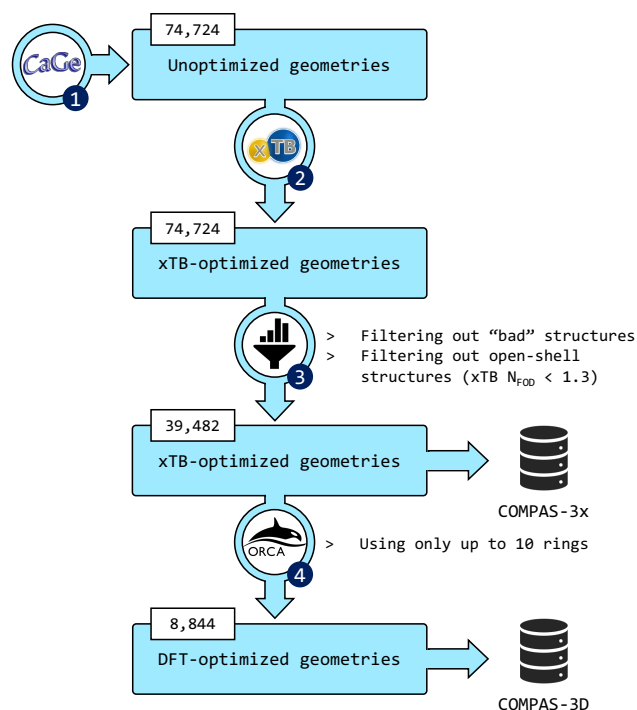 74,724
CaGe
Unoptimized geometries
1
xTB
2
74,724
xTB-optimized geometries
> Filtering out “bad” structures
> Filtering out open-shell
structures (xTB N_FOD < 1.3)
3
39,482
xTB-optimized geometries
COMPAS-3x
ORCA
> Using only up to 10 rings
4
8,844
DFT-optimized geometries
COMPAS-3D